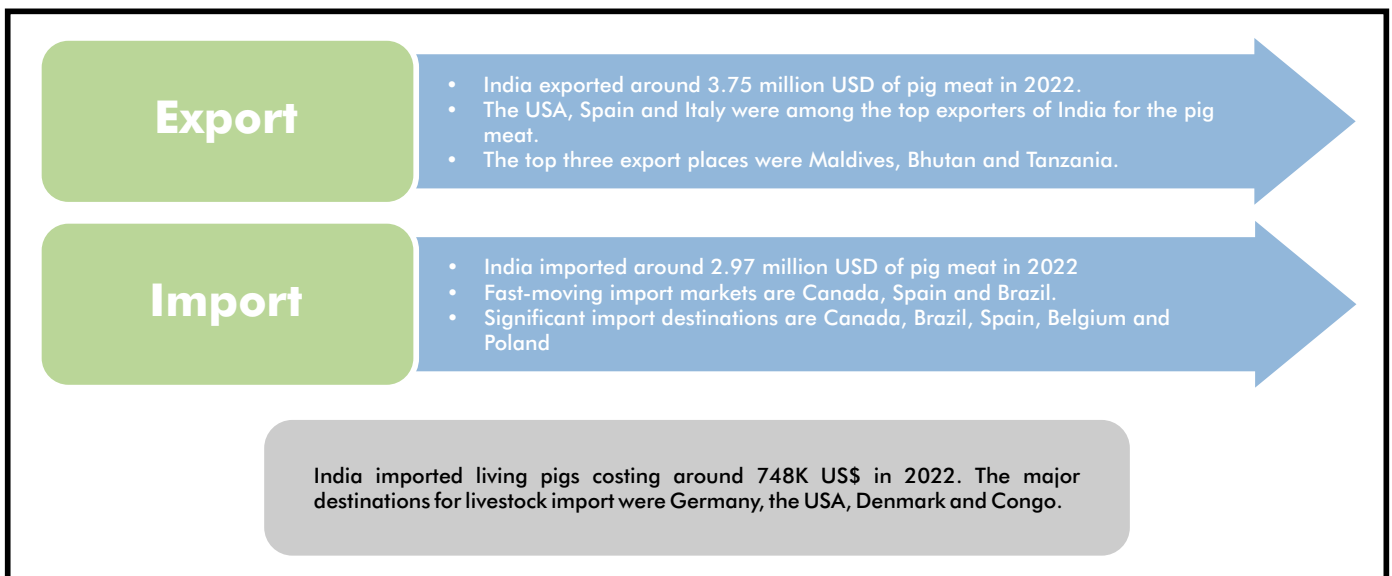 Export
• India exported around 3.75 million USD of pig meat in 2022.
• The USA, Spain and Italy were among the top exporters of India for the pig
meat.
• The top three export places were Maldives, Bhutan and Tanzania.
Import
• India imported around 2.97 million USD of pig meat in 2022
• Fast-moving import markets are Canada, Spain and Brazil.
• Significant import destinations are Canada, Brazil, Spain, Belgium and
Poland
India imported living pigs costing around 748K US$ in 2022. The major
destinations for livestock import were Germany, the USA, Denmark and Congo.